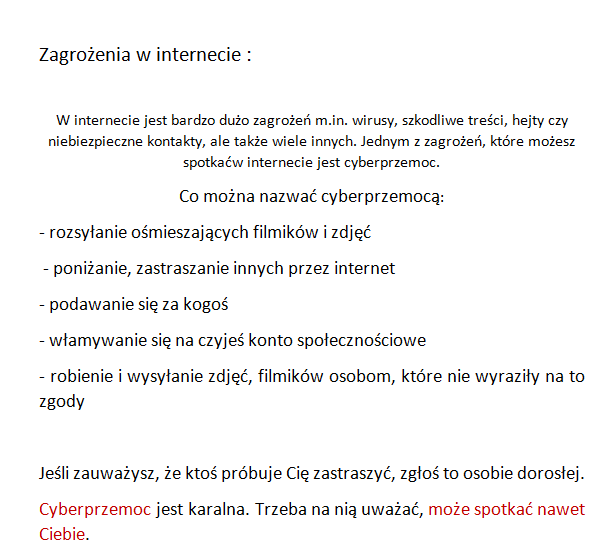 Zagrożenia w internecie :
W internecie jest bardzo dużo zagrożeń m.in. wirusy, szkodliwe treści, hejty czy
niebiezpieczne kontakty, ale także wiele innych. Jednym z zagrożeń, które możesz
spotkaćw internecie jest cyberprzemoc.
Co można nazwać cyberprzemocą:
- rozsyłanie ośmieszających filmików i zdjęć
- poniżanie, zastraszanie innych przez internet
- podawanie się za kogoś
- włamywanie się na czyjeś konto społecznościowe
- robienie i wysyłanie zdjęć, filmików osobom, które nie wyraziły na to
zgody
Jeśli zauważysz, że ktoś próbuje Cię zastraszyć, zgłoś to osobie dorosłej.
Cyberprzemoc jest karalna. Trzeba na nią uważać, może spotkać nawet
Ciebie.